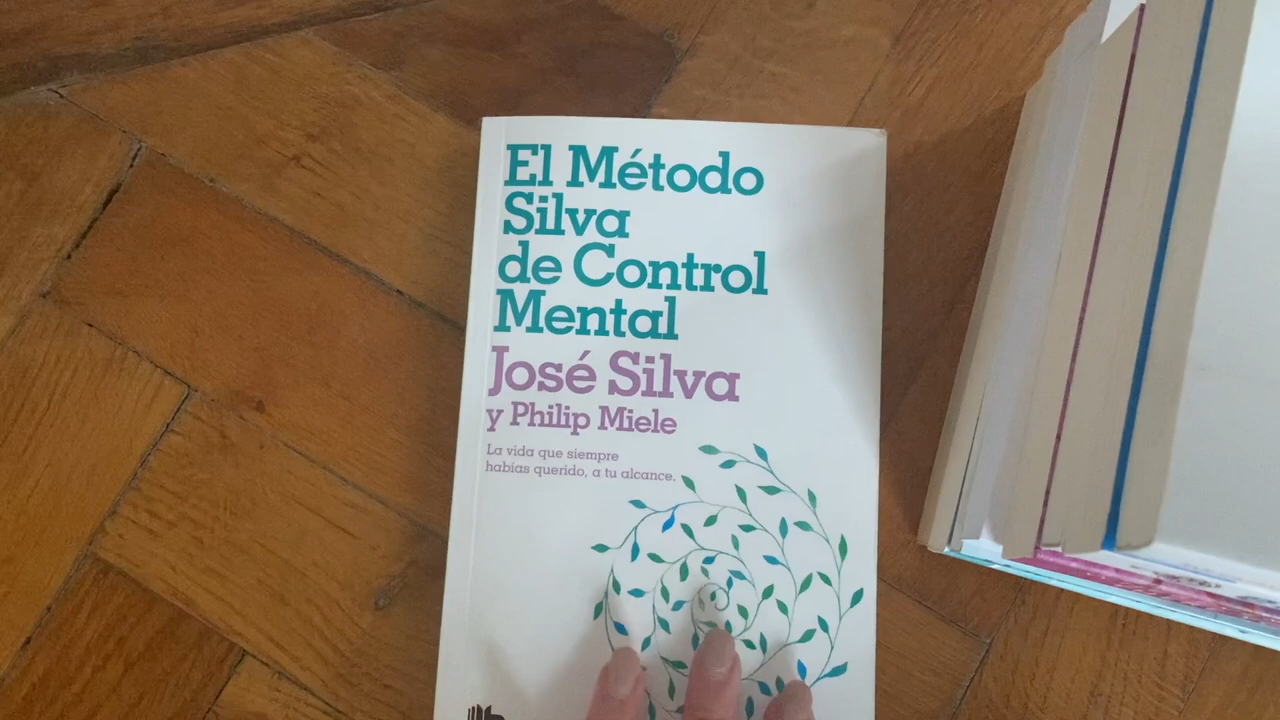 El Método
Silva
de Control
Mental
José Silva
y Philip Miele
La vida que siempre
habías querido, a tu alcance.